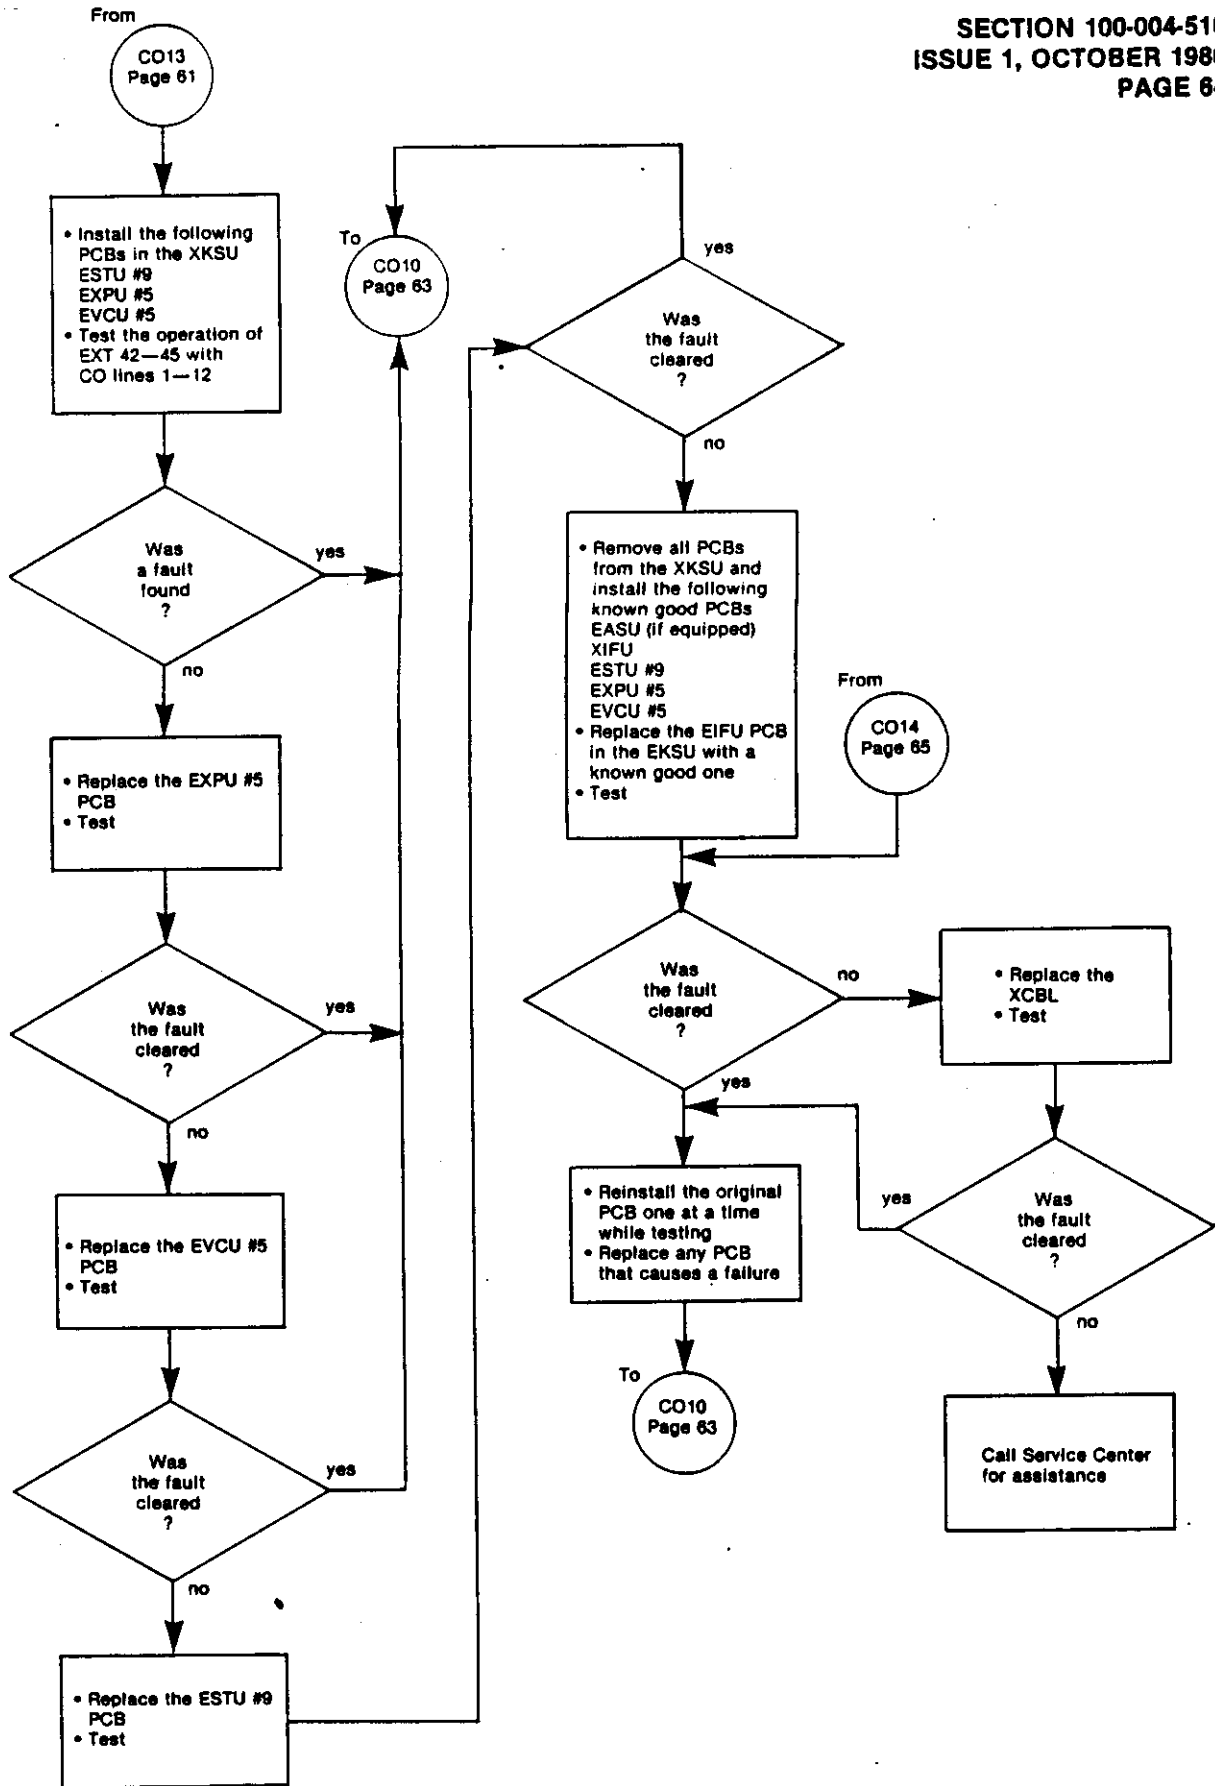 SECTION 100-004-510
ISSUE 1, OCTOBER 198
PAGE 6
From
CO13
Page 61
• Install the following
PCBs in the XKSU
ESTU #9
EXPU #5
EVCU #5
• Test the operation of
EXT 42—45 with
CO lines 1—12
Was
a fault
found
?
yes
no
• Replace the EXPU #5
PCB
• Test
Was
the fault
cleared
?
yes
no
• Replace the EVCU #5
PCB
• Test
Was
the fault
cleared
?
yes
no
• Replace the ESTU #9
PCB
• Test
To
CO10
Page 63
yes
Was
the fault
cleared
?
no
• Remove all PCBs
from the XKSU and
install the following
known good PCBs
EASU (if equipped)
XIFU
ESTU #9
EXPU #5
EVCU #5
• Replace the EIFU PCB
in the EKSU with a
known good one
• Test
From
CO14
Page 65
Was
the fault
cleared
?
no
yes
• Replace the
XCBL
• Test
• Reinstall the original
PCB one at a time
while testing
• Replace any PCB
that causes a failure
yes
Was
the fault
cleared
?
no
To
CO10
Page 63
Call Service Center
for assistance